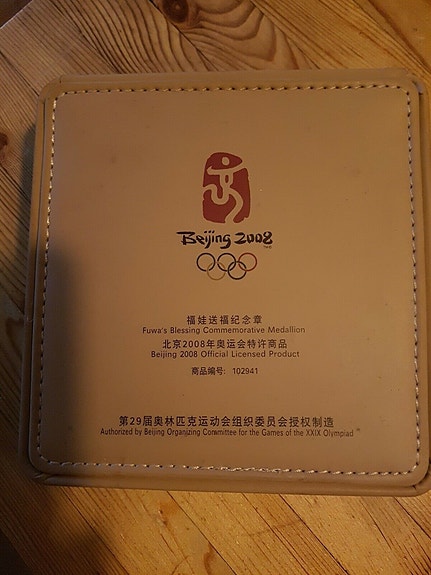 Beijing 2008
TM
福娃送福纪念章
Fuwa's Blessing Commemorative Medallion
北京2008年奥运会特许商品
Beijing 2008 Official Licensed Product
商品编号: 102941
第29届奥林匹克运动会组织委员会授权制造
Authorized by Beijing Organizing Committee for the Games of the XXIX Olympiad